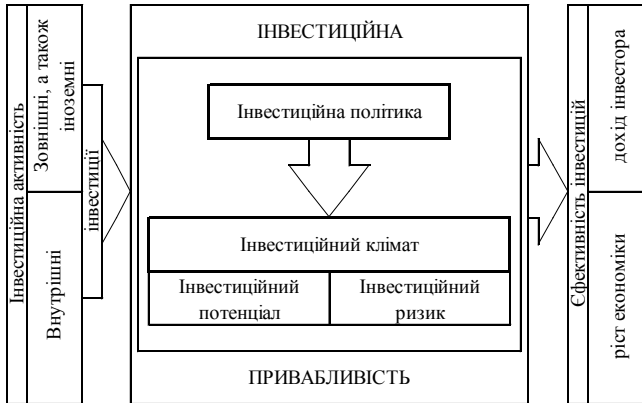 Інвестиційна активність
Зовнішні, а також
іноземні
Внутрішні
інвестиції
ІНВЕСТИЦІЙНА
Інвестиційна політика
Інвестиційний клімат
Інвестиційний
потенціал
Інвестиційний
ризик
ПРИВАБЛИВІСТЬ
Єфективність інвестицій
дохід інвестора
ріст економіки